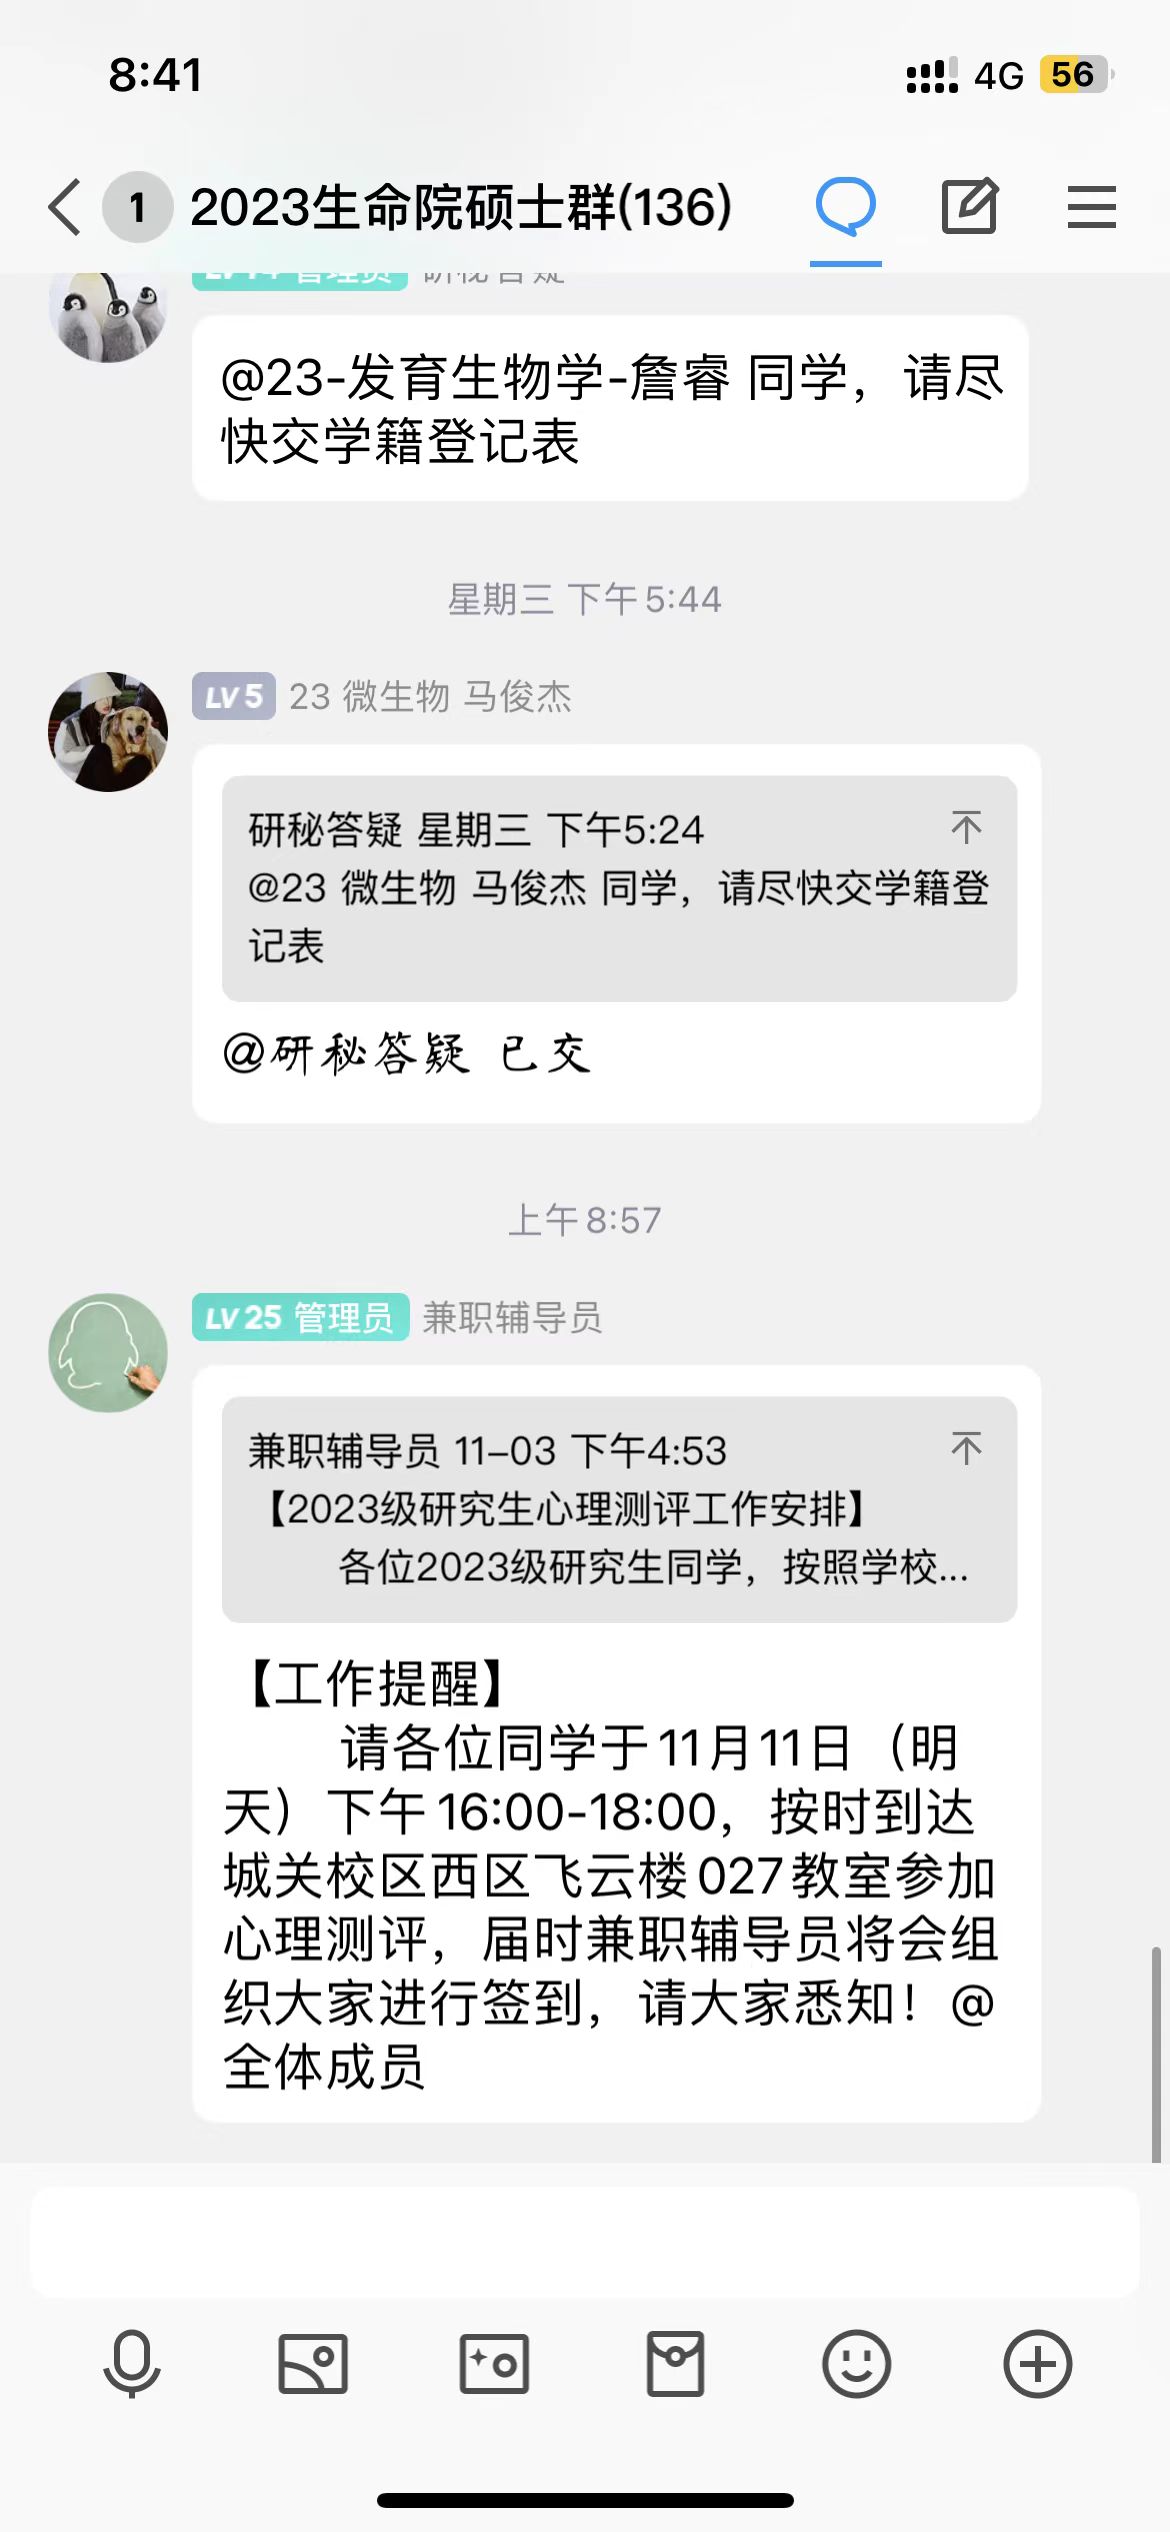 8:41
4G 56
1 2023生命院硕士群(136)
LV14 管理员 研秘答疑
@23-发育生物学-詹睿 同学，请尽
快交学籍登记表
星期三 下午5:44
LV5 23 微生物 马俊杰
研秘答疑 星期三 下午5:24
@23 微生物 马俊杰 同学，请尽快交学籍登
记表
@研秘答疑 已交
上午8:57
LV25 管理员 兼职辅导员
兼职辅导员 11-03 下午4:53
【2023级研究生心理测评工作安排】
各位2023级研究生同学，按照学校...
【工作提醒】
请各位同学于11月11日（明
天）下午16:00-18:00，按时到达
城关校区西区飞云楼027教室参加
心理测评，届时兼职辅导员将会组
织大家进行签到，请大家悉知！@
全体成员